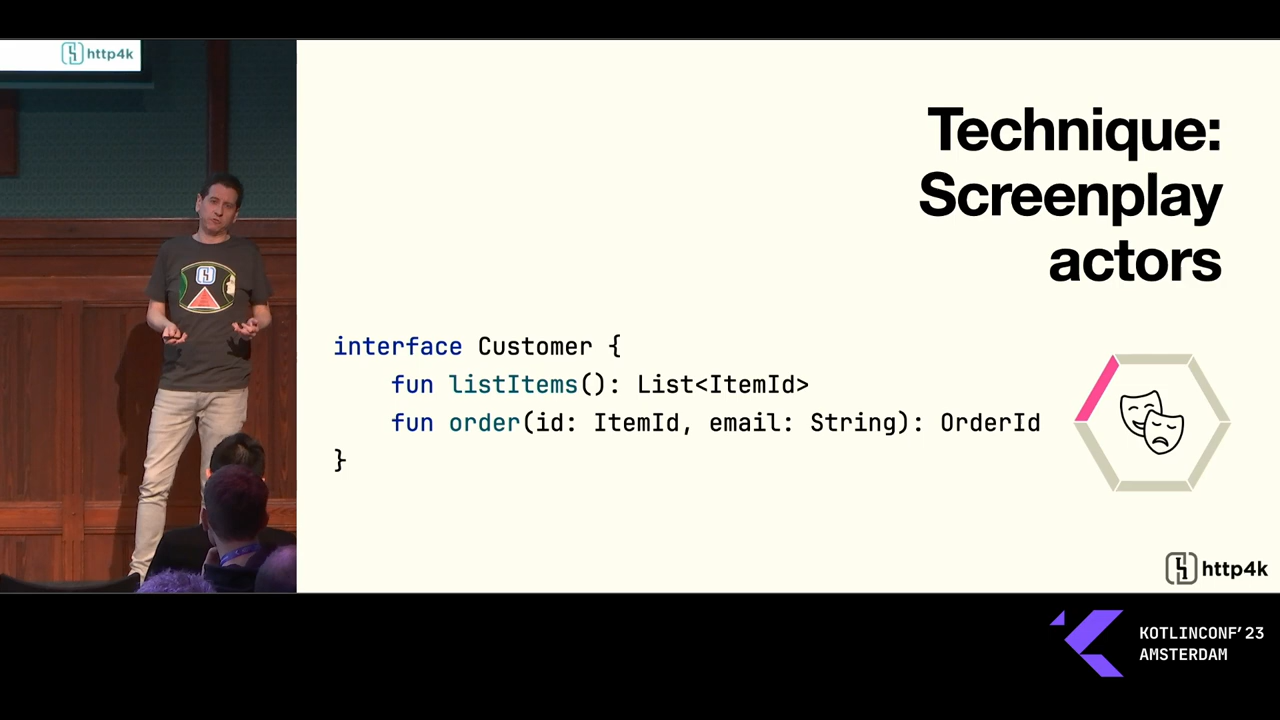 http4k
Technique:
Screenplay
actors
interface Customer {
    fun listItems(): List<ItemId>
    fun order(id: ItemId, email: String): OrderId
}
http4k
KOTLINCONF'23
AMSTERDAM